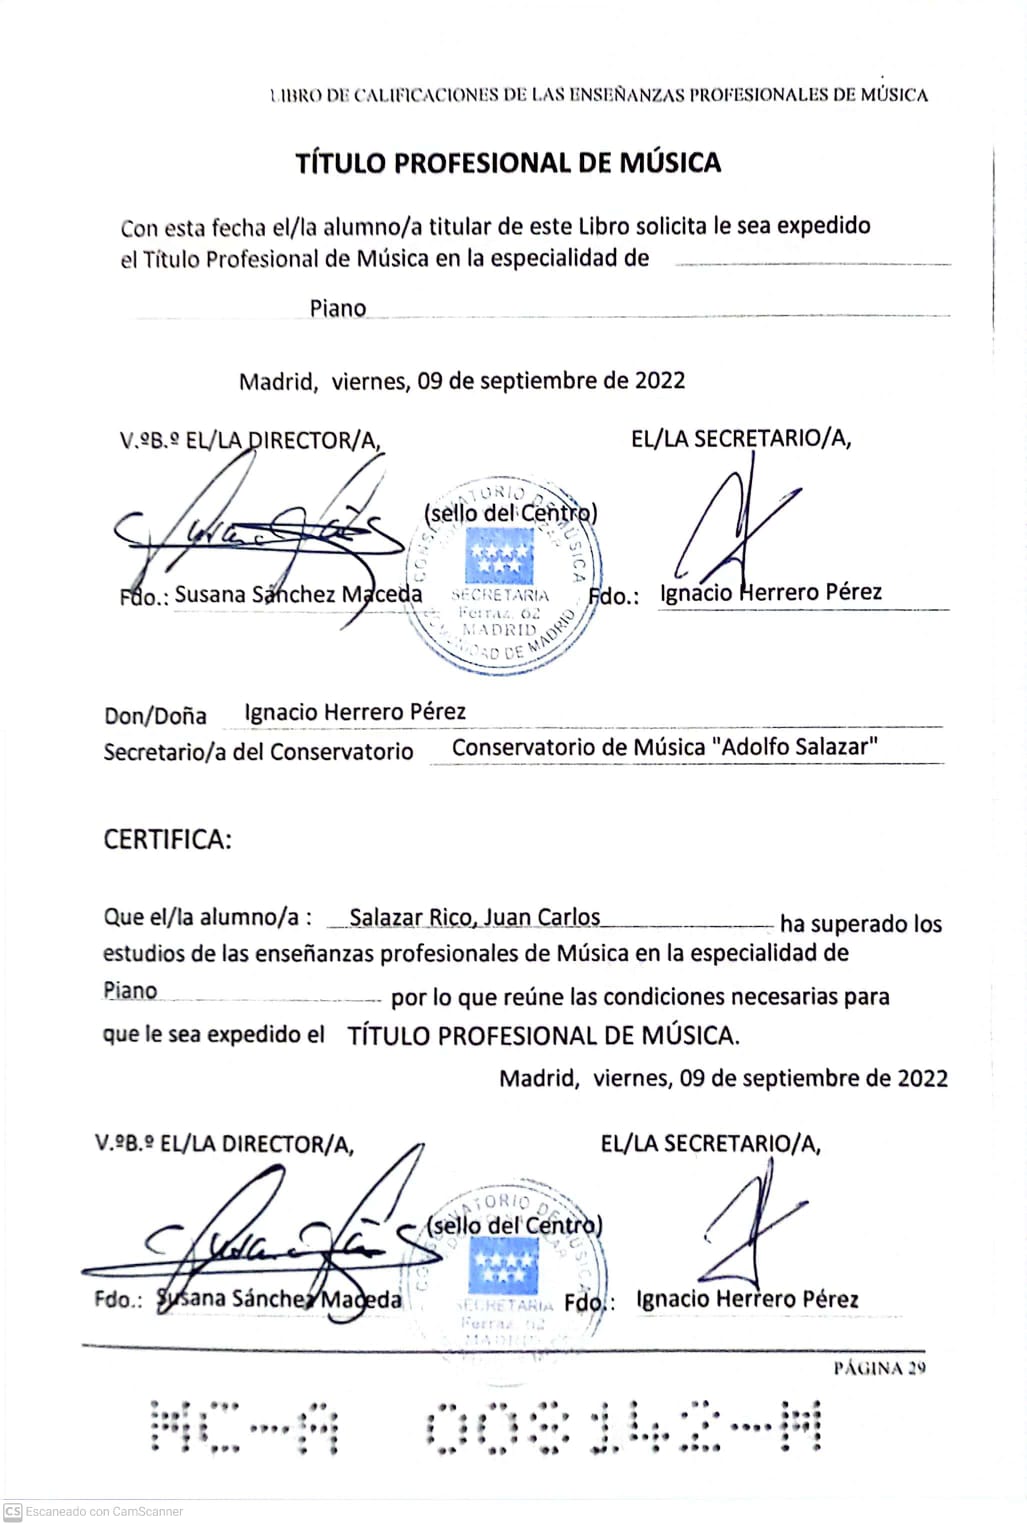 LIBRO DE CALIFICACIONES DE LAS ENSEÑANZAS PROFESIONALES DE MÚSICA
TÍTULO PROFESIONAL DE MÚSICA
Con esta fecha el/la alumno/a titular de este Libro solicita le sea expedido
el Título Profesional de Música en la especialidad de
Piano
Madrid, viernes, 09 de septiembre de 2022
V.ºB.º EL/LA DIRECTOR/A, EL/LA SECRETARIO/A,
(sello del Centro)
CONSERVATORIO DE MÚSICA
SECRETARIA
Ferraz, 62
MADRID
COMUNIDAD DE MADRID
Fdo.: Susana Sánchez Maceda Fdo.: Ignacio Herrero Pérez
Don/Doña Ignacio Herrero Pérez
Secretario/a del Conservatorio Conservatorio de Música "Adolfo Salazar"
CERTIFICA:
Que el/la alumno/a : Salazar Rico, Juan Carlos ha superado los
estudios de las enseñanzas profesionales de Música en la especialidad de
Piano por lo que reúne las condiciones necesarias para
que le sea expedido el TÍTULO PROFESIONAL DE MÚSICA.
Madrid, viernes, 09 de septiembre de 2022
V.ºB.º EL/LA DIRECTOR/A, EL/LA SECRETARIO/A,
(sello del Centro)
CONSERVATORIO DE MÚSICA
SECRETARIA
Ferraz, 62
MADRID
Fdo.: Susana Sánchez Maceda Fdo.: Ignacio Herrero Pérez
PÁGINA 29
MC-A 008142-M
CS Escaneado con CamScanner